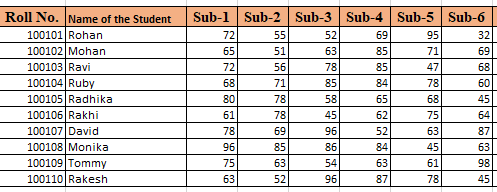 Roll No. Name of the Student Sub-1 Sub-2 Sub-3 Sub-4 Sub-5 Sub-6
100101 Rohan 72 55 52 69 95 32
100102 Mohan 65 51 63 85 71 69
100103 Ravi 72 56 78 85 47 68
100104 Ruby 68 71 85 84 78 60
100105 Radhika 80 78 58 65 68 45
100106 Rakhi 61 78 45 62 75 64
100107 David 78 69 96 52 63 87
100108 Monika 96 85 86 84 45 63
100109 Tommy 75 63 54 63 61 98
100110 Rakesh 63 52 96 87 78 45